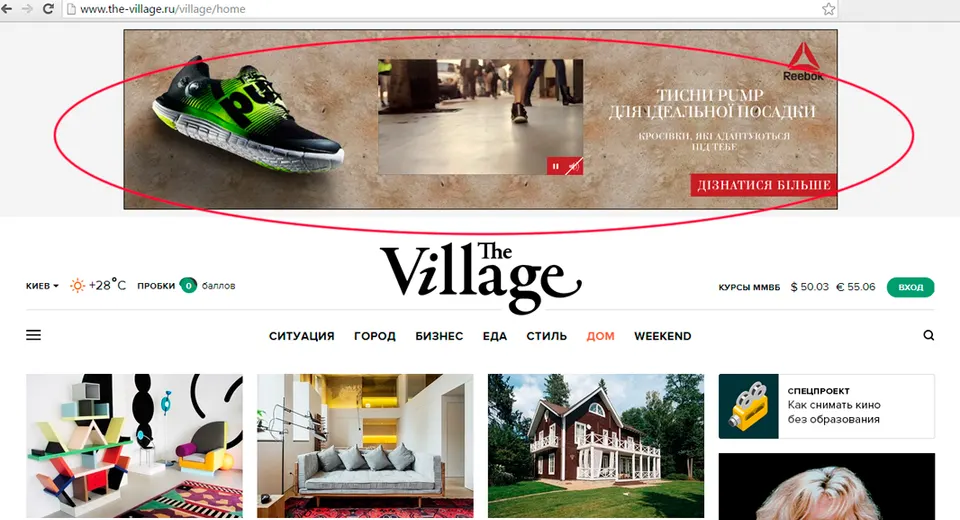 www.the-village.ru/village/home
pu
Reebok
ТИСНИ PUMP
ДЛЯ ІДЕАЛЬНОЇ ПОСАДКИ
КРОСІВКИ, ЯКІ АДАПТУЮТЬСЯ
ПІД ТЕБЕ
ДІЗНАТИСЯ БІЛЬШЕ
The
Village
КИЕВ
+28°C
ПРОБКИ
0
баллов
КУРСЫ ММВБ
$ 50.03
€ 55.06
ВХОД
СИТУАЦИЯ
ГОРОД
БИЗНЕС
ЕДА
СТИЛЬ
ДОМ
WEEKEND
СПЕЦПРОЕКТ
Как снимать кино
без образования